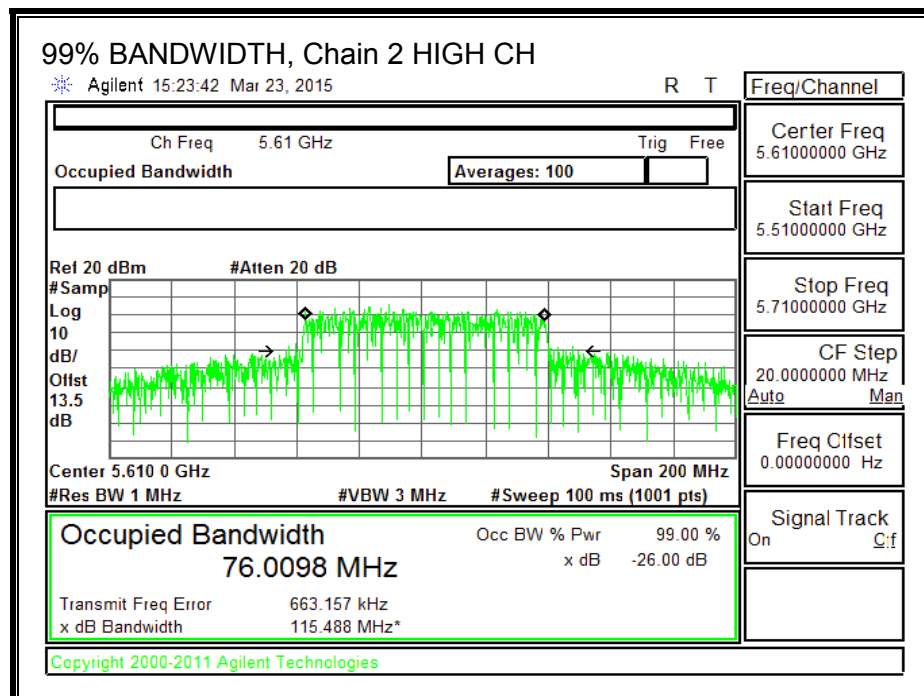 99% BANDWIDTH, Chain 2 HIGH CH
Agilent 15:23:42 Mar 23, 2015 R T
Freq/Channel
Ch Freq 5.61 GHz Trig Free
Occupied Bandwidth Averages: 100
Center Freq
5.61000000 GHz
Start Freq
5.51000000 GHz
Stop Freq
5.71000000 GHz
CF Step
20.0000000 MHz
Auto Man
Freq Offset
0.00000000 Hz
Signal Track
On Off
Ref 20 dBm #Atten 20 dB
#Samp
Log
10
dB/
Offst
13.5
dB
Center 5.610 0 GHz Span 200 MHz
#Res BW 1 MHz #VBW 3 MHz #Sweep 100 ms (1001 pts)
Occupied Bandwidth
76.0098 MHz
Occ BW % Pwr 99.00 %
x dB -26.00 dB
Transmit Freq Error 663.157 kHz
x dB Bandwidth 115.488 MHz*
Copyright 2000-2011 Agilent Technologies